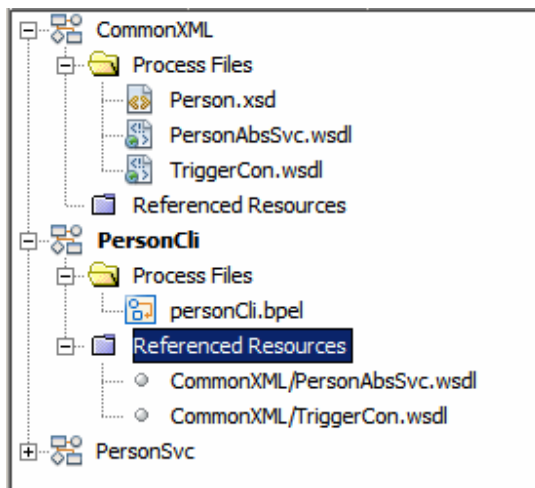 CommonXML
Process Files
Person.xsd
PersonAbsSvc.wsdl
TriggerCon.wsdl
Referenced Resources
PersonCli
Process Files
personCli.bpel
Referenced Resources
CommonXML/PersonAbsSvc.wsdl
CommonXML/TriggerCon.wsdl
PersonSvc